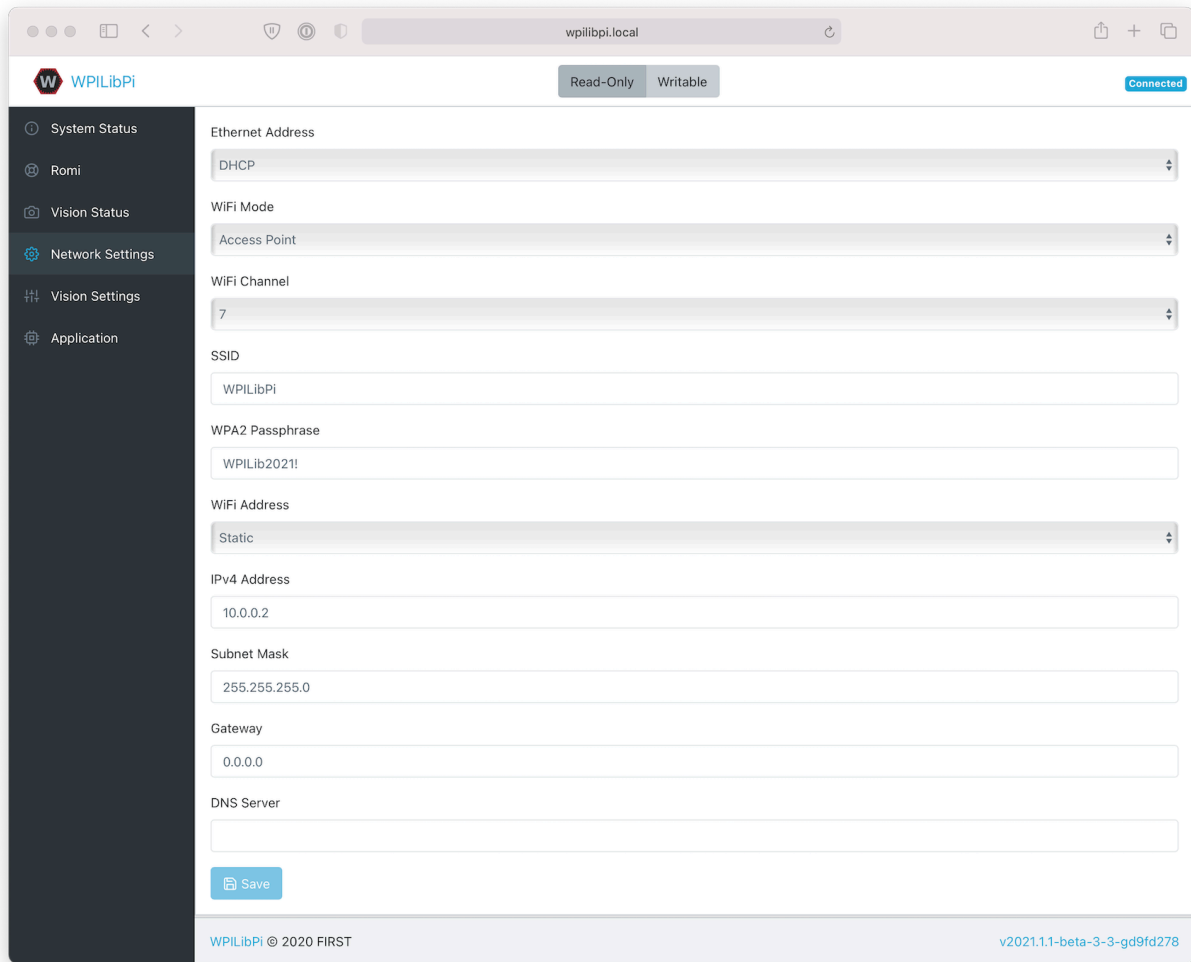 wpilibpi.local
W WPILibPi
Read-Only Writable
Connected
System Status
Romi
Vision Status
Network Settings
Vision Settings
Application
Ethernet Address
DHCP
WiFi Mode
Access Point
WiFi Channel
7
SSID
WPILibPi
WPA2 Passphrase
WPILib2021!
WiFi Address
Static
IPv4 Address
10.0.0.2
Subnet Mask
255.255.255.0
Gateway
0.0.0.0
DNS Server
Save
WPILibPi © 2020 FIRST
v2021.1.1-beta-3-3-gd9fd278